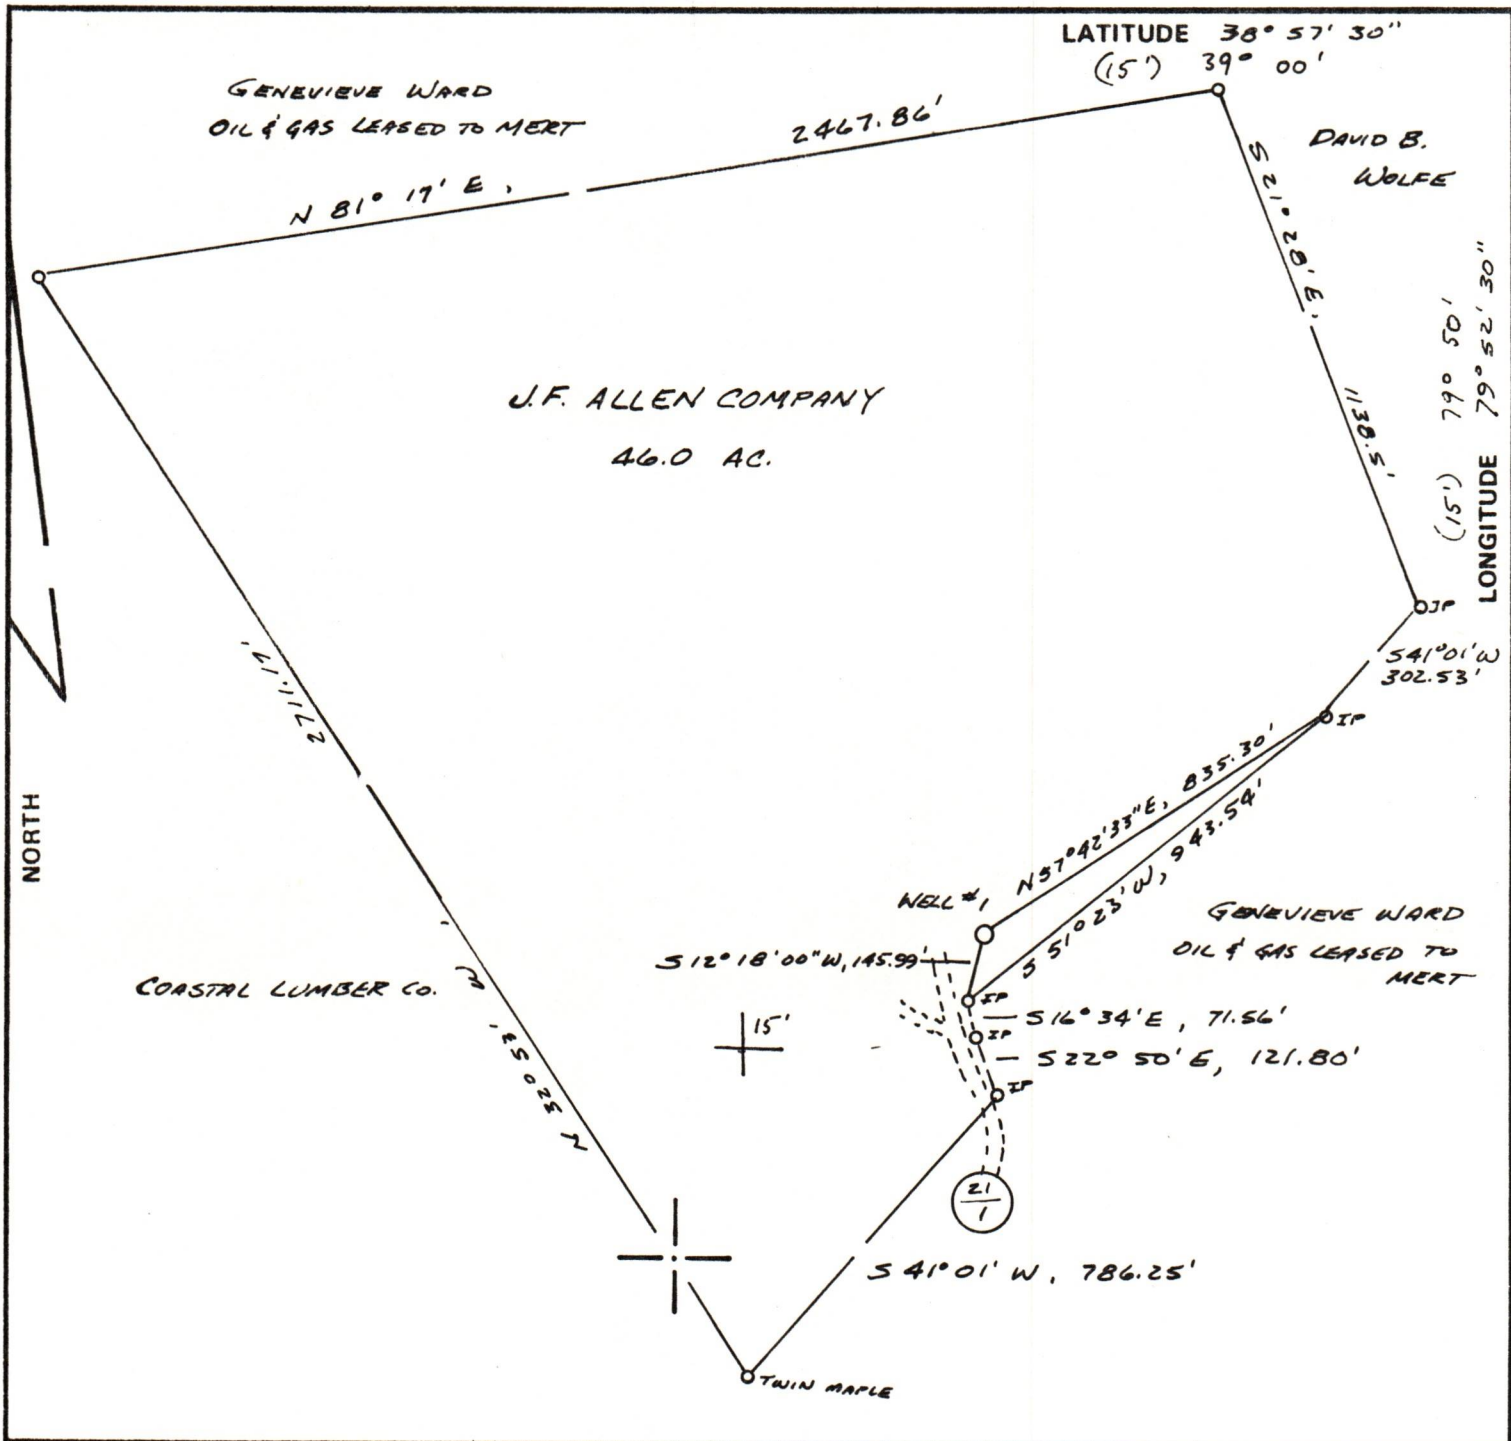 LATITUDE 38° 57' 30"
(15') 39° 00'
GENEVIEVE WARD
OIL & GAS LEASED TO MERT
2467.86'
N 81° 17' E,
DAVID B.
WOLFE
S 21° 28' E,
1138.5'
(15') 79° 50'
LONGITUDE 79° 52' 30"
J.F. ALLEN COMPANY
46.0 AC.
IP
S 41° 01' W
302.53'
IP
2711.17'
NORTH
N 57° 42' 33" E, 835.30'
S 51° 23' W, 943.54'
WELL #1
GENEVIEVE WARD
OIL & GAS LEASED TO
MERT
S 12° 18' 00" W, 145.99'
COASTAL LUMBER CO.
IP
S 16° 34' E, 71.56'
15'
IP
S 22° 50' E, 121.80'
IP
N 32° 53' W,
21
1
S 41° 01' W, 786.25'
TWIN MAPLE